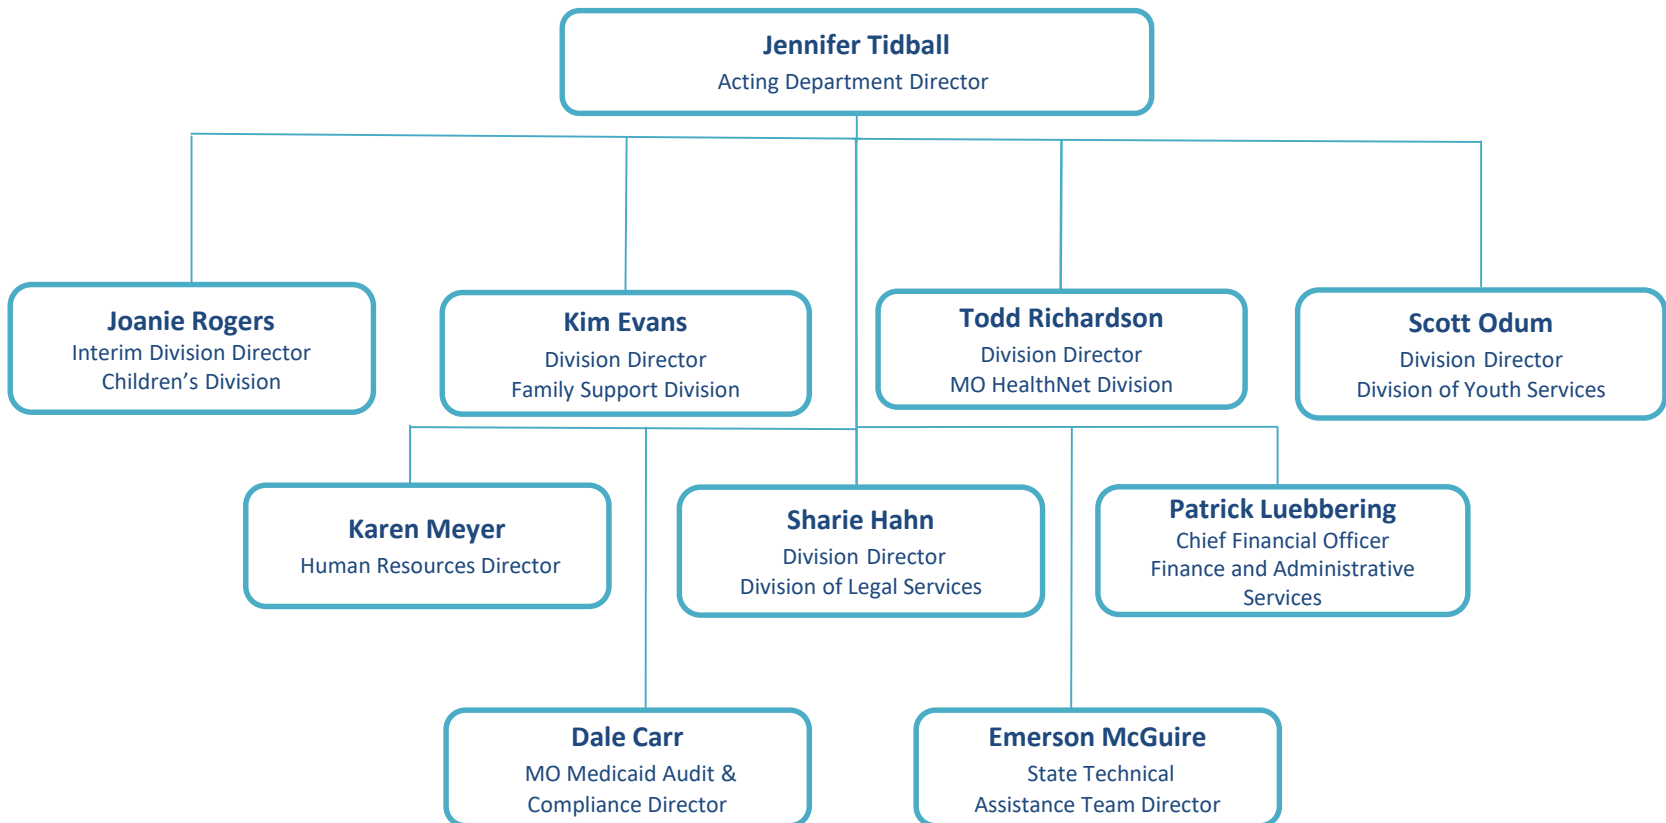 Jennifer Tidball
Acting Department Director
Joanie Rogers
Interim Division Director
Children’s Division
Kim Evans
Division Director
Family Support Division
Todd Richardson
Division Director
MO HealthNet Division
Scott Odum
Division Director
Division of Youth Services
Karen Meyer
Human Resources Director
Sharie Hahn
Division Director
Division of Legal Services
Patrick Luebbering
Chief Financial Officer
Finance and Administrative
Services
Dale Carr
MO Medicaid Audit &
Compliance Director
Emerson McGuire
State Technical
Assistance Team Director